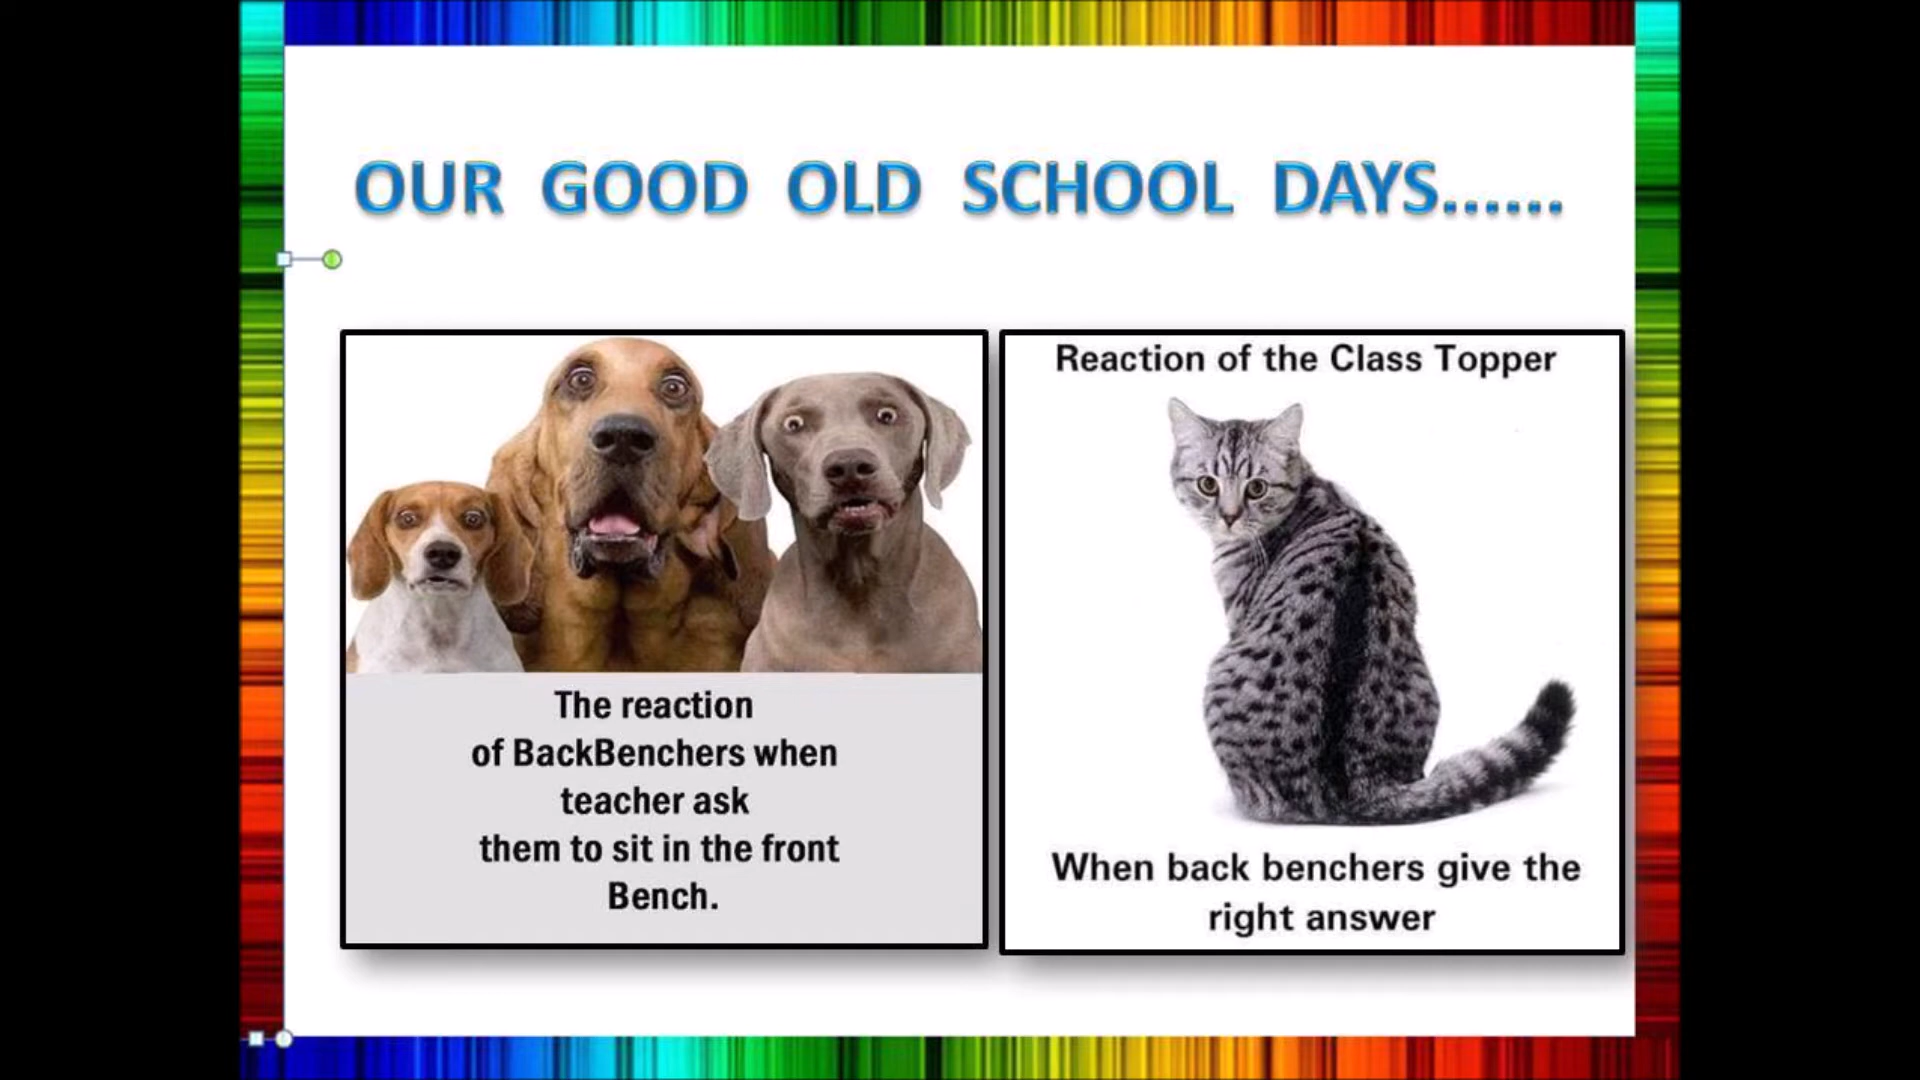 OUR GOOD OLD SCHOOL DAYS......
The reaction
of BackBenchers when
teacher ask
them to sit in the front
Bench.
Reaction of the Class Topper
When back benchers give the
right answer